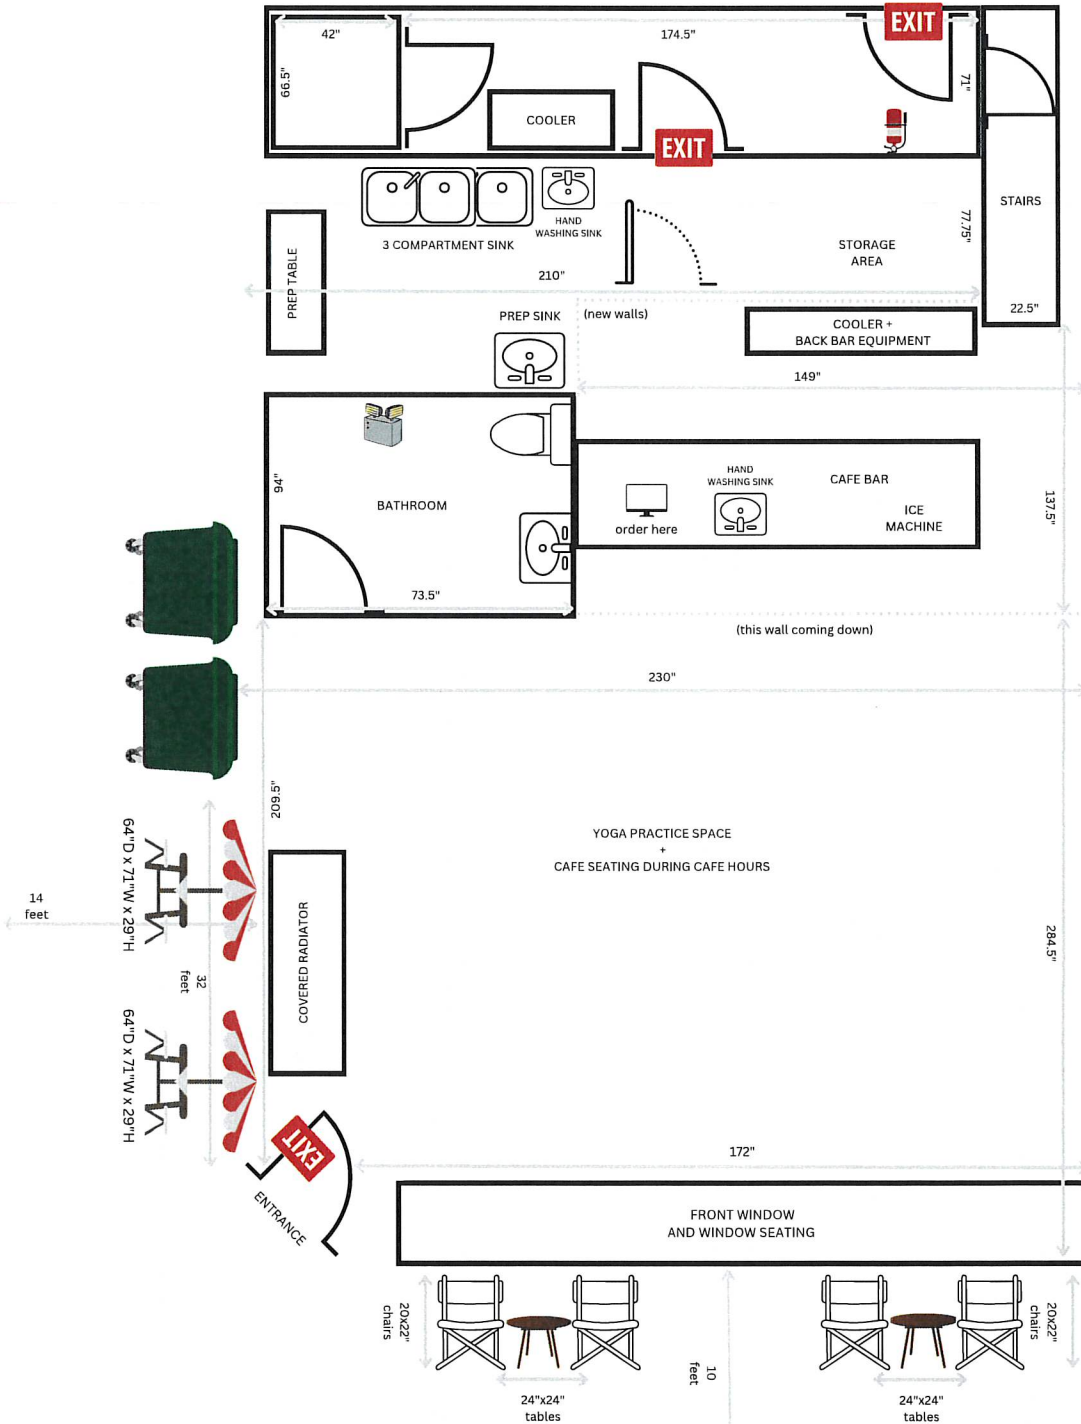 EXIT
42"
174.5"
66.5"
71"
COOLER
EXIT
STAIRS
HAND
WASHING SINK
3 COMPARTMENT SINK
77.75"
STORAGE
AREA
PREP TABLE
210"
22.5"
PREP SINK
(new walls)
COOLER +
BACK BAR EQUIPMENT
149"
94"
BATHROOM
HAND
WASHING SINK
CAFE BAR
order here
ICE
MACHINE
137.5"
73.5"
(this wall coming down)
230"
209.5"
YOGA PRACTICE SPACE
+
CAFE SEATING DURING CAFE HOURS
64"D x 71"W x 29"H
14
feet
COVERED RADIATOR
32
feet
284.5"
64"D x 71"W x 29"H
EXIT
172"
ENTRANCE
FRONT WINDOW
AND WINDOW SEATING
20x22"
chairs
20x22"
chairs
10
feet
24"x24"
tables
24"x24"
tables